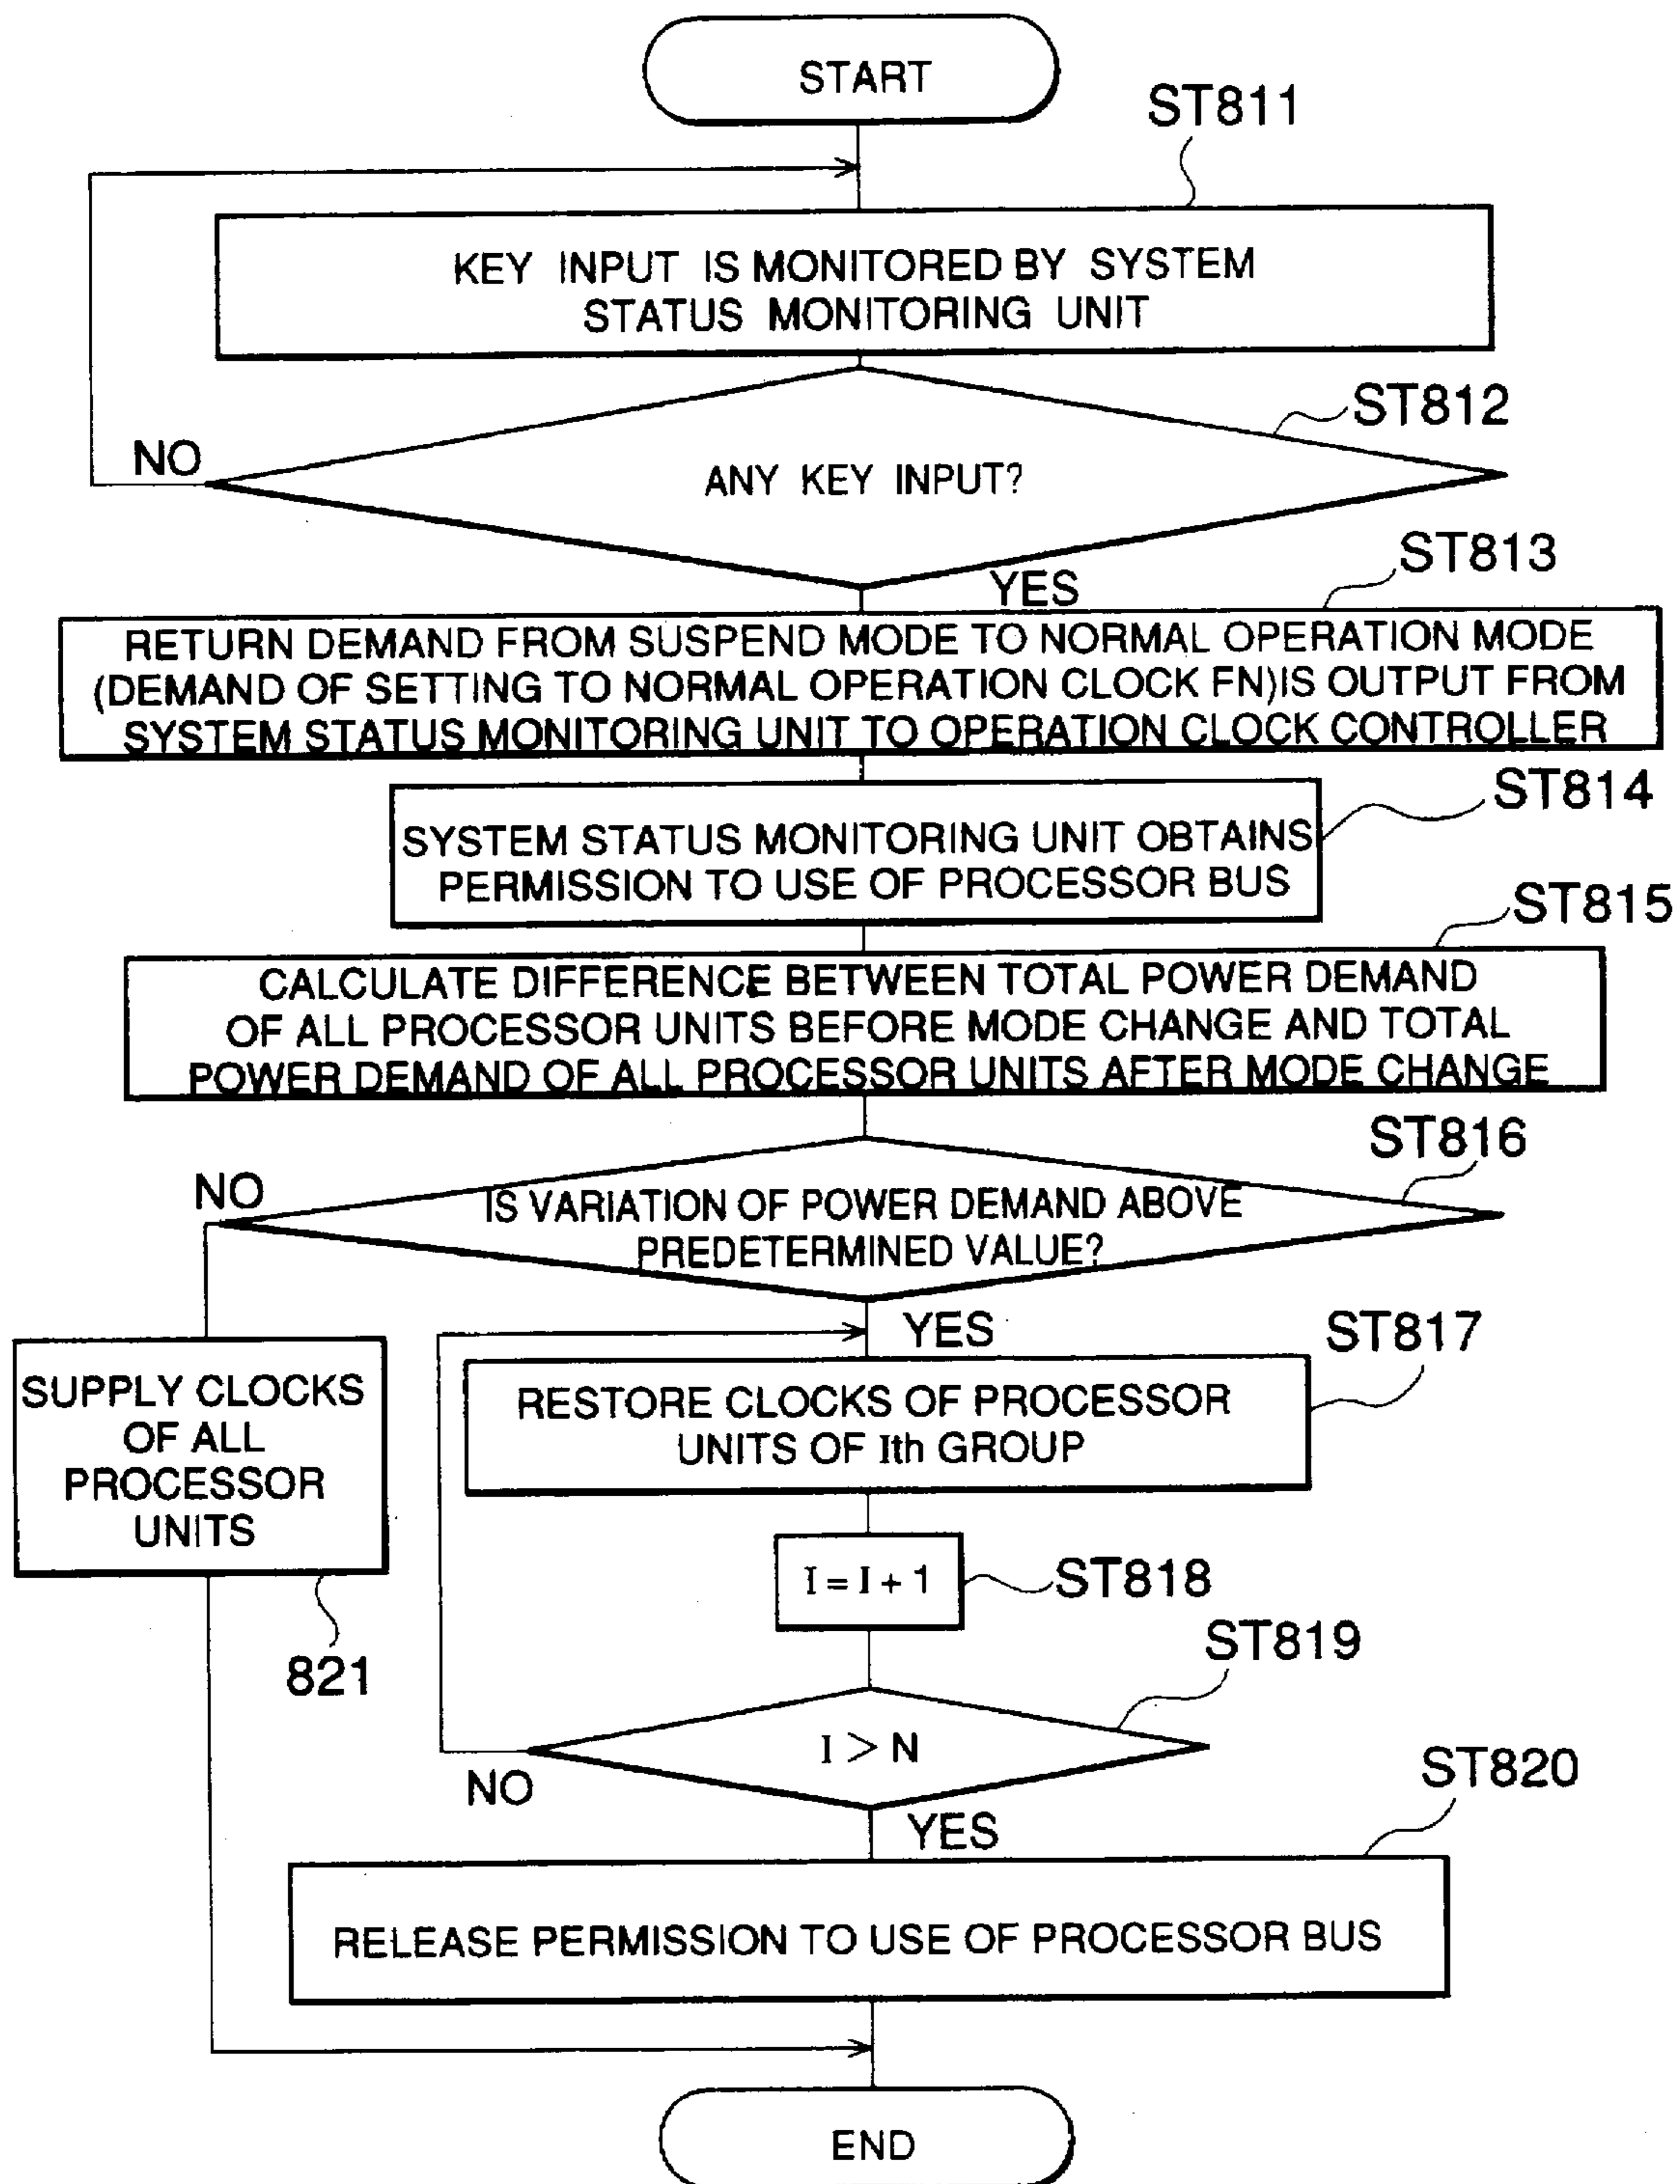 START
ST811
KEY INPUT IS MONITORED BY SYSTEM
STATUS MONITORING UNIT
ST812
NO
ANY KEY INPUT?
ST813
YES
RETURN DEMAND FROM SUSPEND MODE TO NORMAL OPERATION MODE
(DEMAND OF SETTING TO NORMAL OPERATION CLOCK FN)IS OUTPUT FROM
SYSTEM STATUS MONITORING UNIT TO OPERATION CLOCK CONTROLLER
ST814
SYSTEM STATUS MONITORING UNIT OBTAINS
PERMISSION TO USE OF PROCESSOR BUS
ST815
CALCULATE DIFFERENCE BETWEEN TOTAL POWER DEMAND
OF ALL PROCESSOR UNITS BEFORE MODE CHANGE AND TOTAL
POWER DEMAND OF ALL PROCESSOR UNITS AFTER MODE CHANGE
ST816
NO
IS VARIATION OF POWER DEMAND ABOVE
PREDETERMINED VALUE?
YES
ST817
RESTORE CLOCKS OF PROCESSOR
UNITS OF Ith GROUP
SUPPLY CLOCKS
OF ALL
PROCESSOR
UNITS
821
I = I + 1
ST818
ST819
I > N
NO
YES
ST820
RELEASE PERMISSION TO USE OF PROCESSOR BUS
END